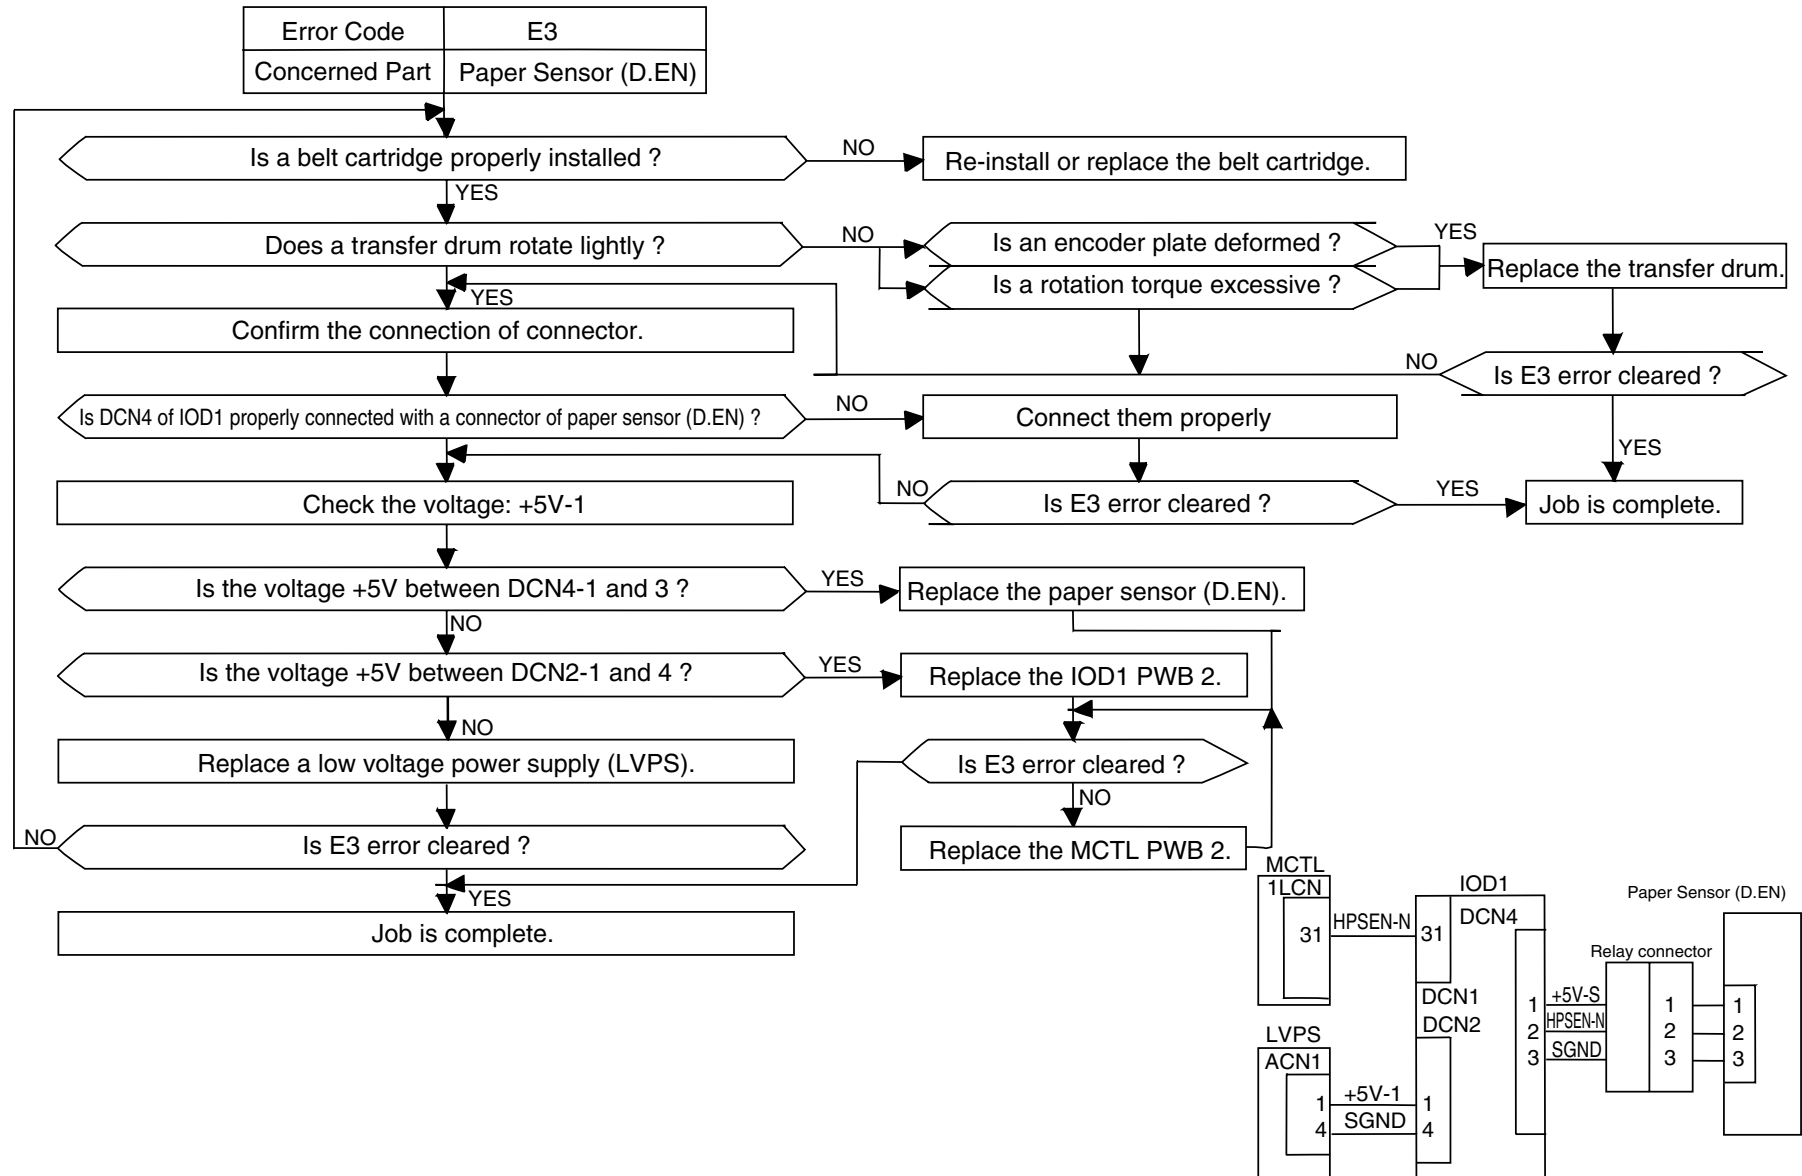 Error Code
E3
Concerned Part
Paper Sensor (D.EN)
Is a belt cartridge properly installed ?
NO
Re-install or replace the belt cartridge.
YES
Does a transfer drum rotate lightly ?
NO
Is an encoder plate deformed ?
YES
Is a rotation torque excessive ?
Replace the transfer drum.
YES
Confirm the connection of connector.
NO
Is E3 error cleared ?
Is DCN4 of IOD1 properly connected with a connector of paper sensor (D.EN) ?
NO
Connect them properly
YES
Check the voltage: +5V-1
NO
Is E3 error cleared ?
YES
Job is complete.
Is the voltage +5V between DCN4-1 and 3 ?
YES
Replace the paper sensor (D.EN).
NO
Is the voltage +5V between DCN2-1 and 4 ?
YES
Replace the IOD1 PWB 2.
NO
Replace a low voltage power supply (LVPS).
Is E3 error cleared ?
NO
NO
Is E3 error cleared ?
Replace the MCTL PWB 2.
YES
Job is complete.
MCTL
1LCN
31
HPSEN-N
31
IOD1
DCN4
DCN1
DCN2
LVPS
ACN1
1
+5V-1
1
4
SGND
4
1
+5V-S
2
HPSEN-N
3
SGND
Relay connector
1
2
3
Paper Sensor (D.EN)
1
2
3